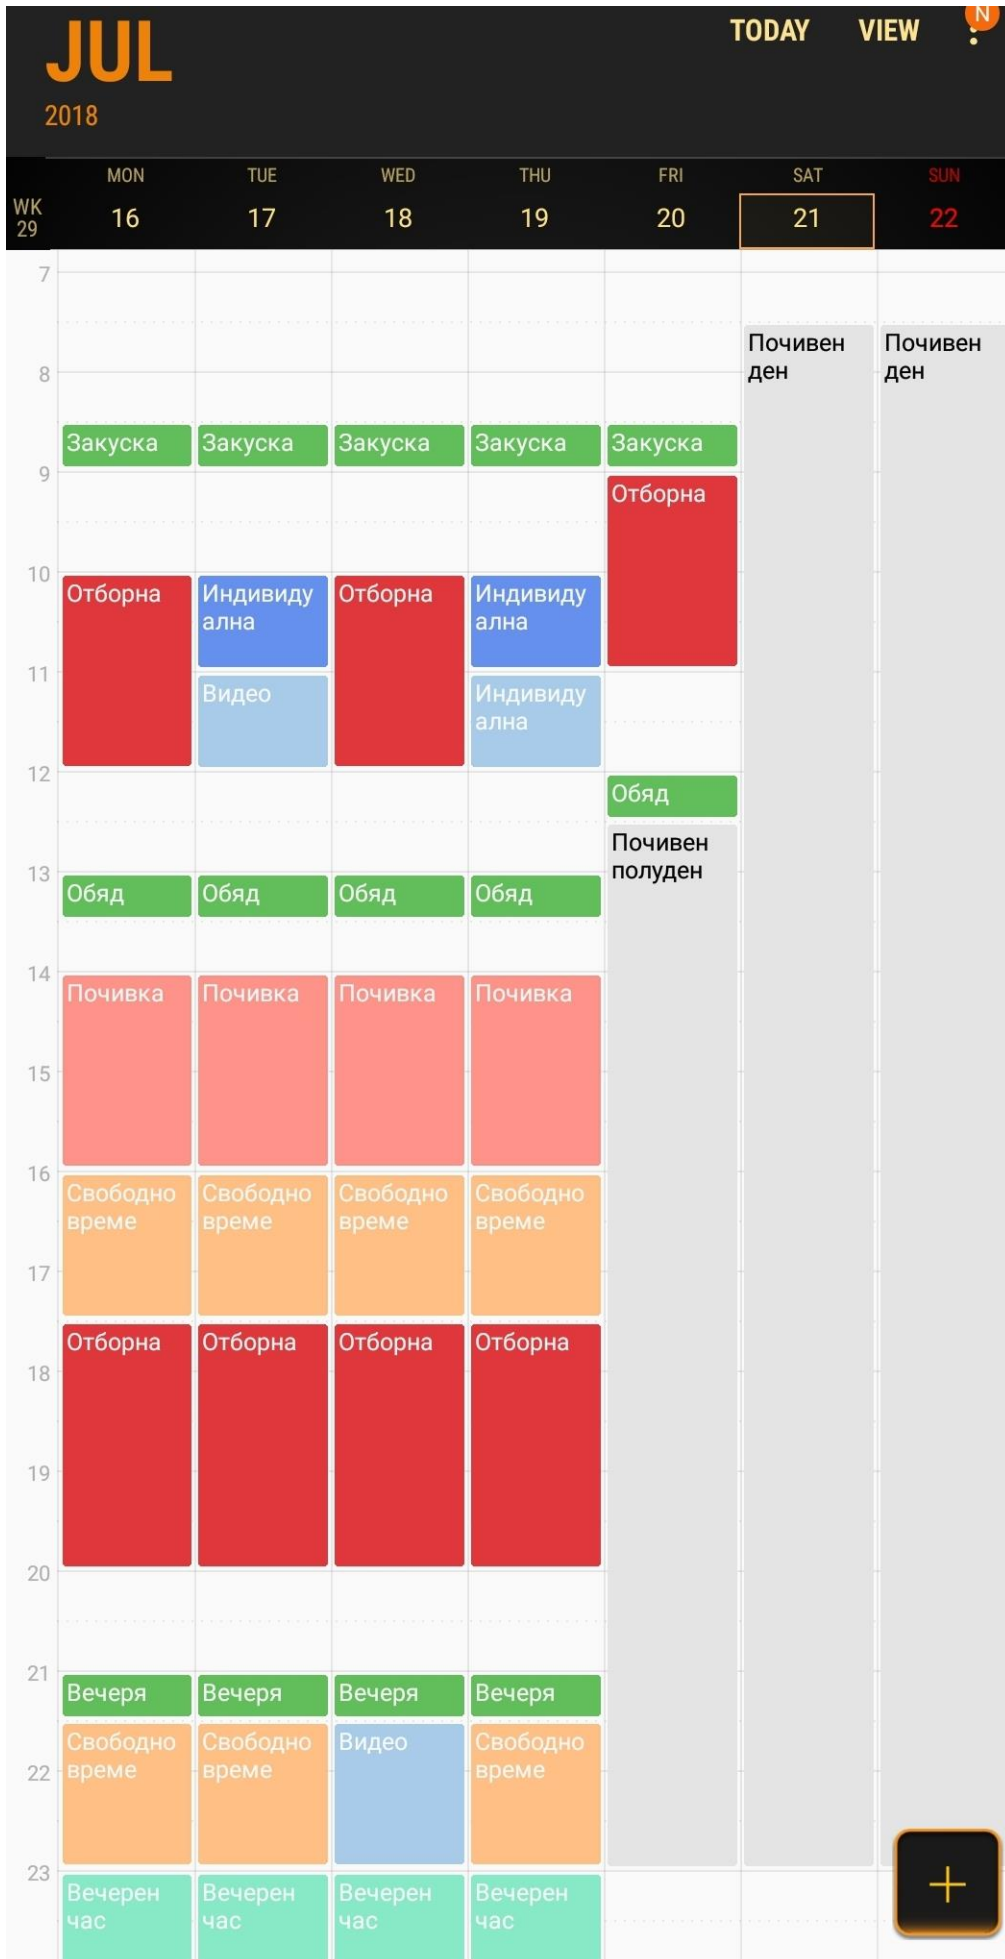 JUL
2018
TODAY VIEW N
WK 29
MON TUE WED THU FRI SAT SUN
16 17 18 19 20 21 22
7
Почивен Почивен
ден ден
8
Закуска Закуска Закуска Закуска Закуска
9
Отборна
10
Отборна Индивиду Отборна Индивиду
ална ална
11
Видео Индивиду
ална
12
Обяд
Почивен
полуден
13
Обяд Обяд Обяд Обяд
14
Почивка Почивка Почивка Почивка
15
16
Свободно Свободно Свободно Свободно
време време време време
17
Отборна Отборна Отборна Отборна
18
19
20
21
Вечеря Вечеря Вечеря Вечеря
Свободно Свободно Видео Свободно
22 време време време
23
Вечерен Вечерен Вечерен Вечерен
час час час час